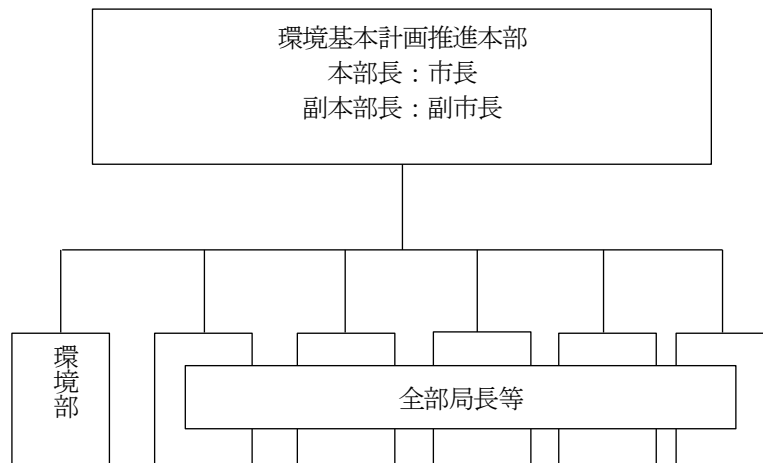 環境基本計画推進本部
本部長：市長
副本部長：副市長
環境部
全部局長等